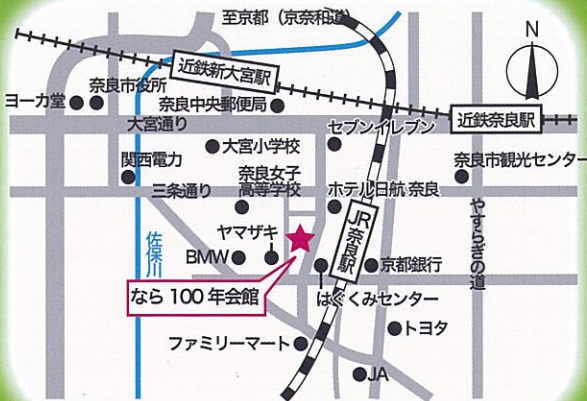 至京都（京奈和道）
N
近鉄新大宮駅
奈良市役所
ヨーカ堂
奈良中央郵便局
近鉄奈良駅
大宮通り
大宮小学校
セブンイレブン
関西電力
奈良女子
高等学校
奈良市観光センター
三条通り
ホテル日航 奈良
やすらぎの道
JR奈良駅
佐保川
ヤマザキ
BMW
京都銀行
なら100年会館
はぐくみセンター
トヨタ
ファミリーマート
JA